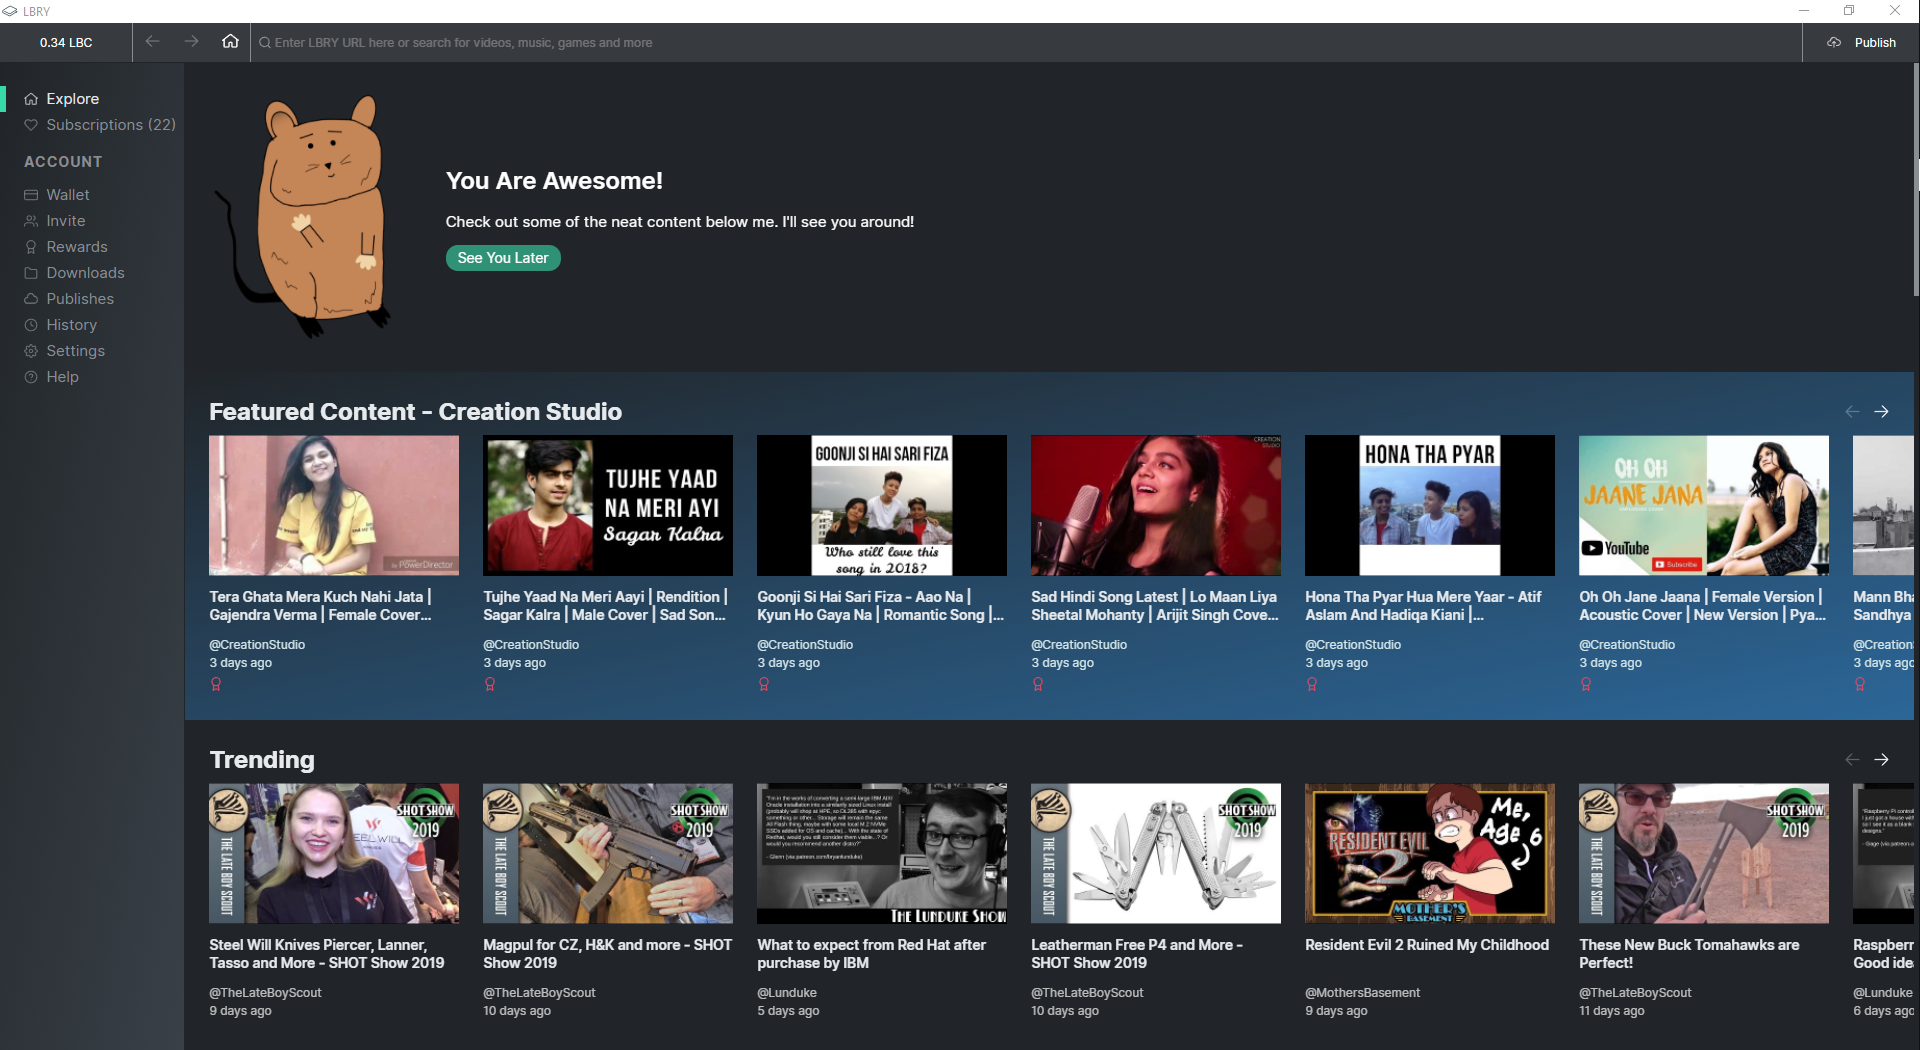 LBRY
0.34 LBC
Enter LBRY URL here or search for videos, music, games and more
Publish
Explore
Subscriptions (22)
ACCOUNT
Wallet
Invite
Rewards
Downloads
Publishes
History
Settings
Help
You Are Awesome!
Check out some of the neat content below me. I'll see you around!
See You Later
Featured Content - Creation Studio
by PowerDirector
TUJHE YAAD
NA MERI AYI
Sagar Kalra
GOONJI SI HAI SARI FIZA
Who still love this
song in 2018?
CREATION
STUDIO
HONA THA PYAR
OH OH
JAANE JANA
YouTube
Subscribe
Tera Ghata Mera Kuch Nahi Jata |
Gajendra Verma | Female Cover...
@CreationStudio
3 days ago
Tujhe Yaad Na Meri Aayi | Rendition |
Sagar Kalra | Male Cover | Sad Son...
@CreationStudio
3 days ago
Goonji Si Hai Sari Fiza - Aao Na |
Kyun Ho Gaya Na | Romantic Song |...
@CreationStudio
3 days ago
Sad Hindi Song Latest | Lo Maan Liya
Sheetal Mohanty | Arijit Singh Cove...
@CreationStudio
3 days ago
Hona Tha Pyar Hua Mere Yaar - Atif
Aslam And Hadiqa Kiani |...
@CreationStudio
3 days ago
Oh Oh Jane Jaana | Female Version |
Acoustic Cover | New Version | Pya...
@CreationStudio
3 days ago
Mann Bha
Sandhya
@Creation
3 days ago
Trending
THE LATE BOY SCOUT
SHOT SHOW
2019
THE LATE BOY SCOUT
SHOT SHOW
2019
THE LUNDUKE SHOW
THE LATE BOY SCOUT
SHOT SHOW
2019
RESIDENT EVIL
2
Me,
Age 6
MOTHER'S
BASEMENT
THE LATE BOY SCOUT
SHOT SHOW
2019
Steel Will Knives Piercer, Lanner,
Tasso and More - SHOT Show 2019
@TheLateBoyScout
9 days ago
Magpul for CZ, H&K and more - SHOT
Show 2019
@TheLateBoyScout
10 days ago
What to expect from Red Hat after
purchase by IBM
@Lunduke
5 days ago
Leatherman Free P4 and More -
SHOT Show 2019
@TheLateBoyScout
10 days ago
Resident Evil 2 Ruined My Childhood
@MothersBasement
9 days ago
These New Buck Tomahawks are
Perfect!
@TheLateBoyScout
11 days ago
Raspberr
Good ide
@Lunduke
6 days ago